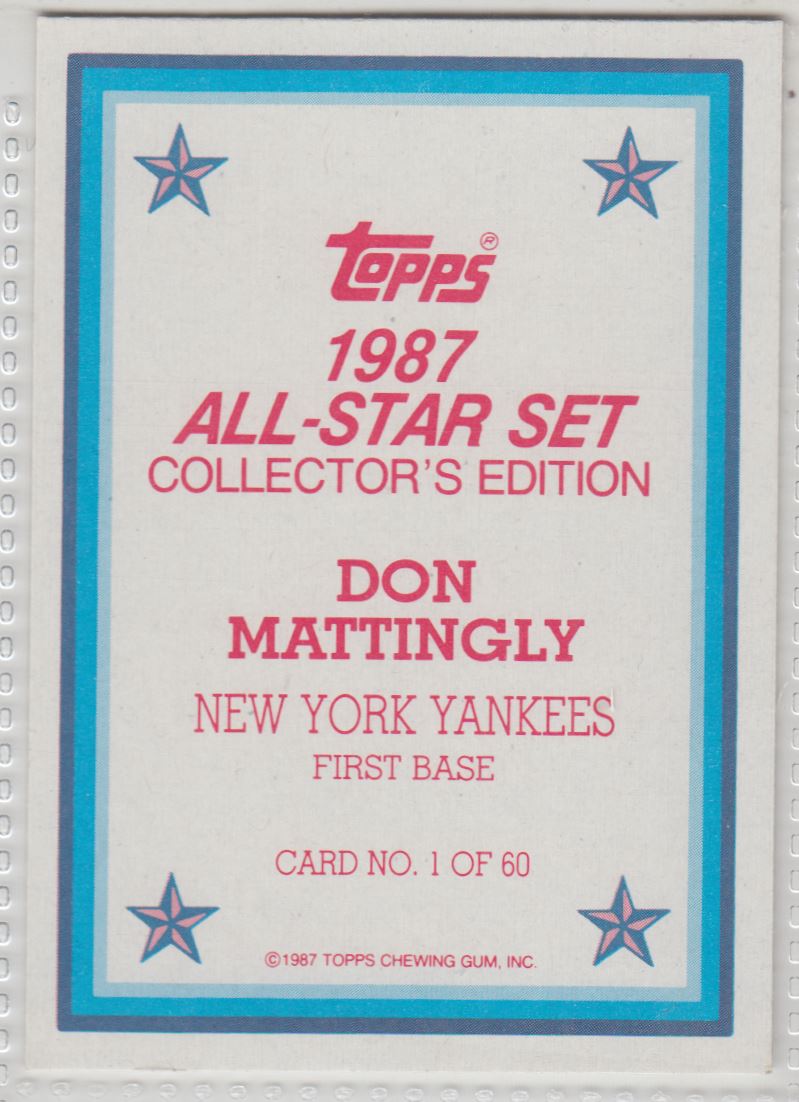 topps®
1987
ALL-STAR SET
COLLECTOR'S EDITION
DON
MATTINGLY
NEW YORK YANKEES
FIRST BASE
CARD NO. 1 OF 60
©1987 TOPPS CHEWING GUM, INC.